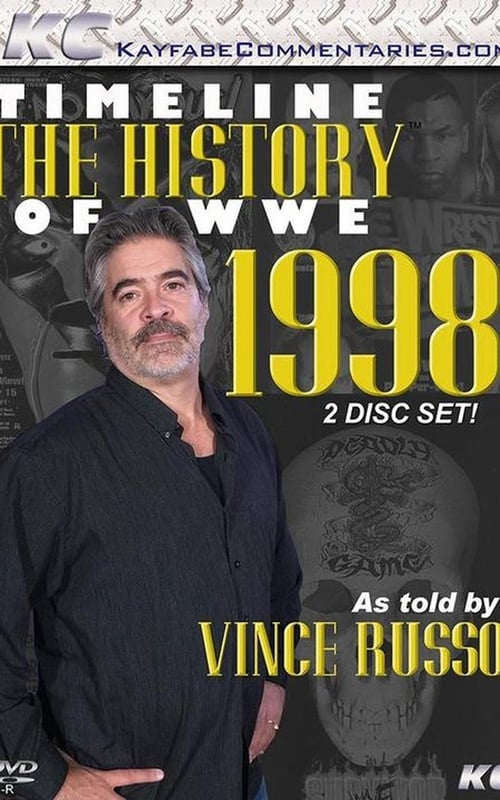 KC KAYFABECOMMENTARIES.COM
TIMELINE
THE HISTORY™
OF WWE
1998
2 DISC SET!
DEADLY
GAME
As told by
VINCE RUSSO
DVD
-R
KC